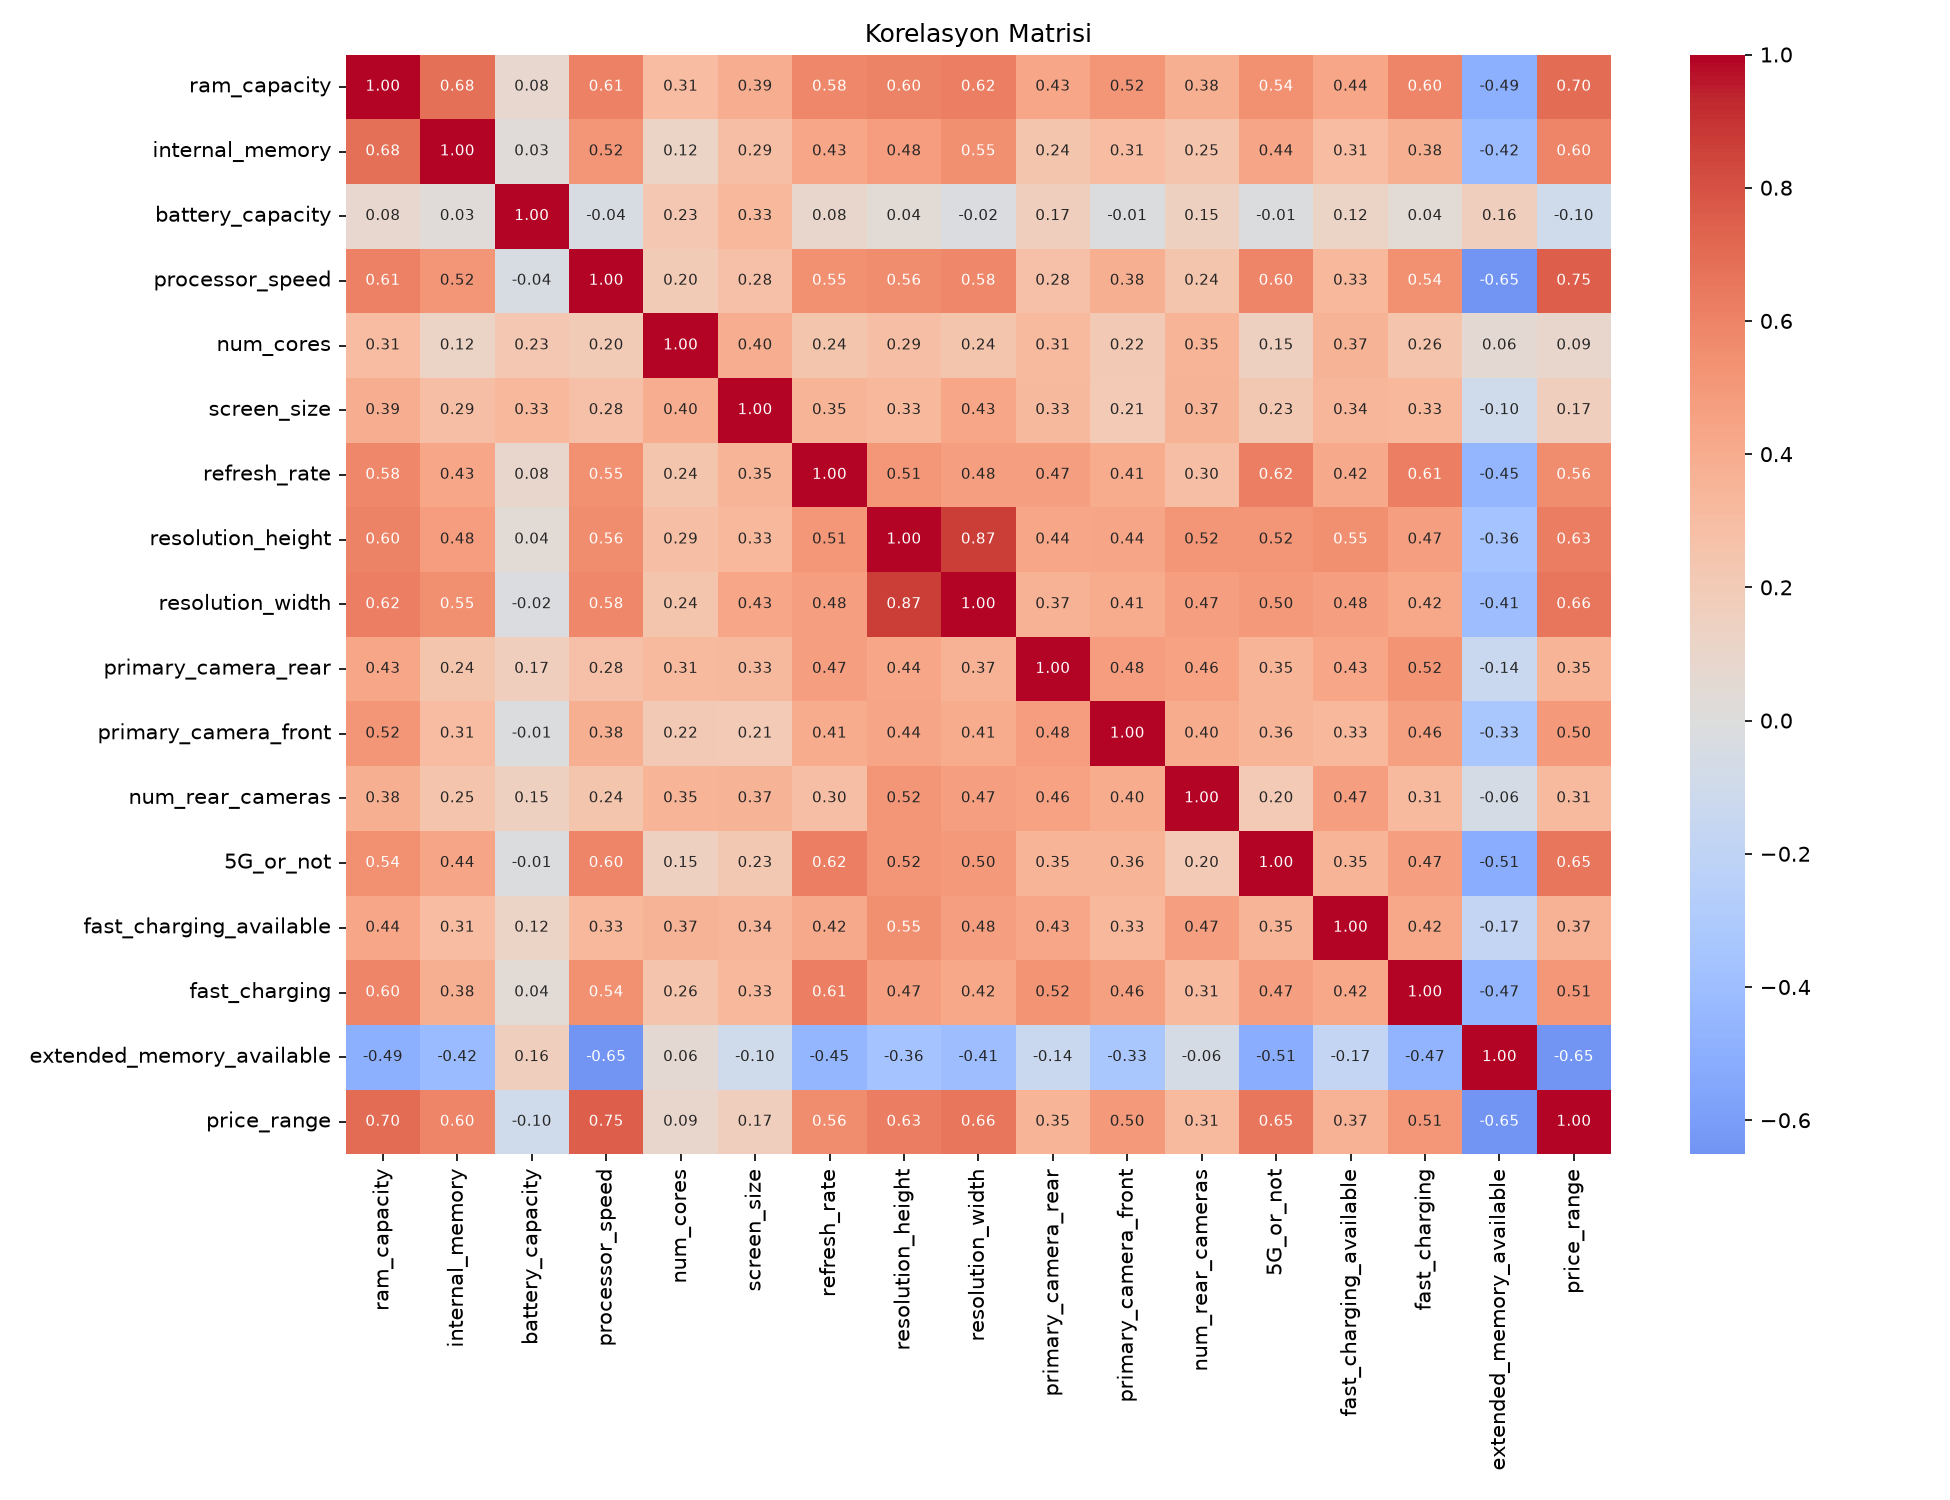 Korelasyon Matrisi
ram_capacity 1.00 0.68 0.08 0.61 0.31 0.39 0.58 0.60 0.62 0.43 0.52 0.38 0.54 0.44 0.60 -0.49 0.70
internal_memory 0.68 1.00 0.03 0.52 0.12 0.29 0.43 0.48 0.55 0.24 0.31 0.25 0.44 0.31 0.38 -0.42 0.60
battery_capacity 0.08 0.03 1.00 -0.04 0.23 0.33 0.08 0.04 -0.02 0.17 -0.01 0.15 -0.01 0.12 0.04 0.16 -0.10
processor_speed 0.61 0.52 -0.04 1.00 0.20 0.28 0.55 0.56 0.58 0.28 0.38 0.24 0.60 0.33 0.54 -0.65 0.75
num_cores 0.31 0.12 0.23 0.20 1.00 0.40 0.24 0.29 0.24 0.31 0.22 0.35 0.15 0.37 0.26 0.06 0.09
screen_size 0.39 0.29 0.33 0.28 0.40 1.00 0.35 0.33 0.43 0.33 0.21 0.37 0.23 0.34 0.33 -0.10 0.17
refresh_rate 0.58 0.43 0.08 0.55 0.24 0.35 1.00 0.51 0.48 0.47 0.41 0.30 0.62 0.42 0.61 -0.45 0.56
resolution_height 0.60 0.48 0.04 0.56 0.29 0.33 0.51 1.00 0.87 0.44 0.44 0.52 0.52 0.55 0.47 -0.36 0.63
resolution_width 0.62 0.55 -0.02 0.58 0.24 0.43 0.48 0.87 1.00 0.37 0.41 0.47 0.50 0.48 0.42 -0.41 0.66
primary_camera_rear 0.43 0.24 0.17 0.28 0.31 0.33 0.47 0.44 0.37 1.00 0.48 0.46 0.35 0.43 0.52 -0.14 0.35
primary_camera_front 0.52 0.31 -0.01 0.38 0.22 0.21 0.41 0.44 0.41 0.48 1.00 0.40 0.36 0.33 0.46 -0.33 0.50
num_rear_cameras 0.38 0.25 0.15 0.24 0.35 0.37 0.30 0.52 0.47 0.46 0.40 1.00 0.20 0.47 0.31 -0.06 0.31
5G_or_not 0.54 0.44 -0.01 0.60 0.15 0.23 0.62 0.52 0.50 0.35 0.36 0.20 1.00 0.35 0.47 -0.51 0.65
fast_charging_available 0.44 0.31 0.12 0.33 0.37 0.34 0.42 0.55 0.48 0.43 0.33 0.47 0.35 1.00 0.42 -0.17 0.37
fast_charging 0.60 0.38 0.04 0.54 0.26 0.33 0.61 0.47 0.42 0.52 0.46 0.31 0.47 0.42 1.00 -0.47 0.51
extended_memory_available -0.49 -0.42 0.16 -0.65 0.06 -0.10 -0.45 -0.36 -0.41 -0.14 -0.33 -0.06 -0.51 -0.17 -0.47 1.00 -0.65
price_range 0.70 0.60 -0.10 0.75 0.09 0.17 0.56 0.63 0.66 0.35 0.50 0.31 0.65 0.37 0.51 -0.65 1.00
ram_capacity
internal_memory
battery_capacity
processor_speed
num_cores
screen_size
refresh_rate
resolution_height
resolution_width
primary_camera_rear
primary_camera_front
num_rear_cameras
5G_or_not
fast_charging_available
fast_charging
extended_memory_available
price_range
1.0
0.8
0.6
0.4
0.2
0.0
−0.2
−0.4
−0.6